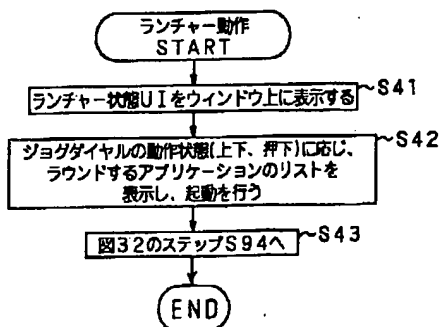 ランチャー動作
START
ランチャー状態UIをウィンドウ上に表示する
~S41
ジョグダイヤルの動作状態(上下、押下)に応じ、
ラウンドするアプリケーションのリストを
表示し、起動を行う
~S42
図32のステップS94へ
~S43
END